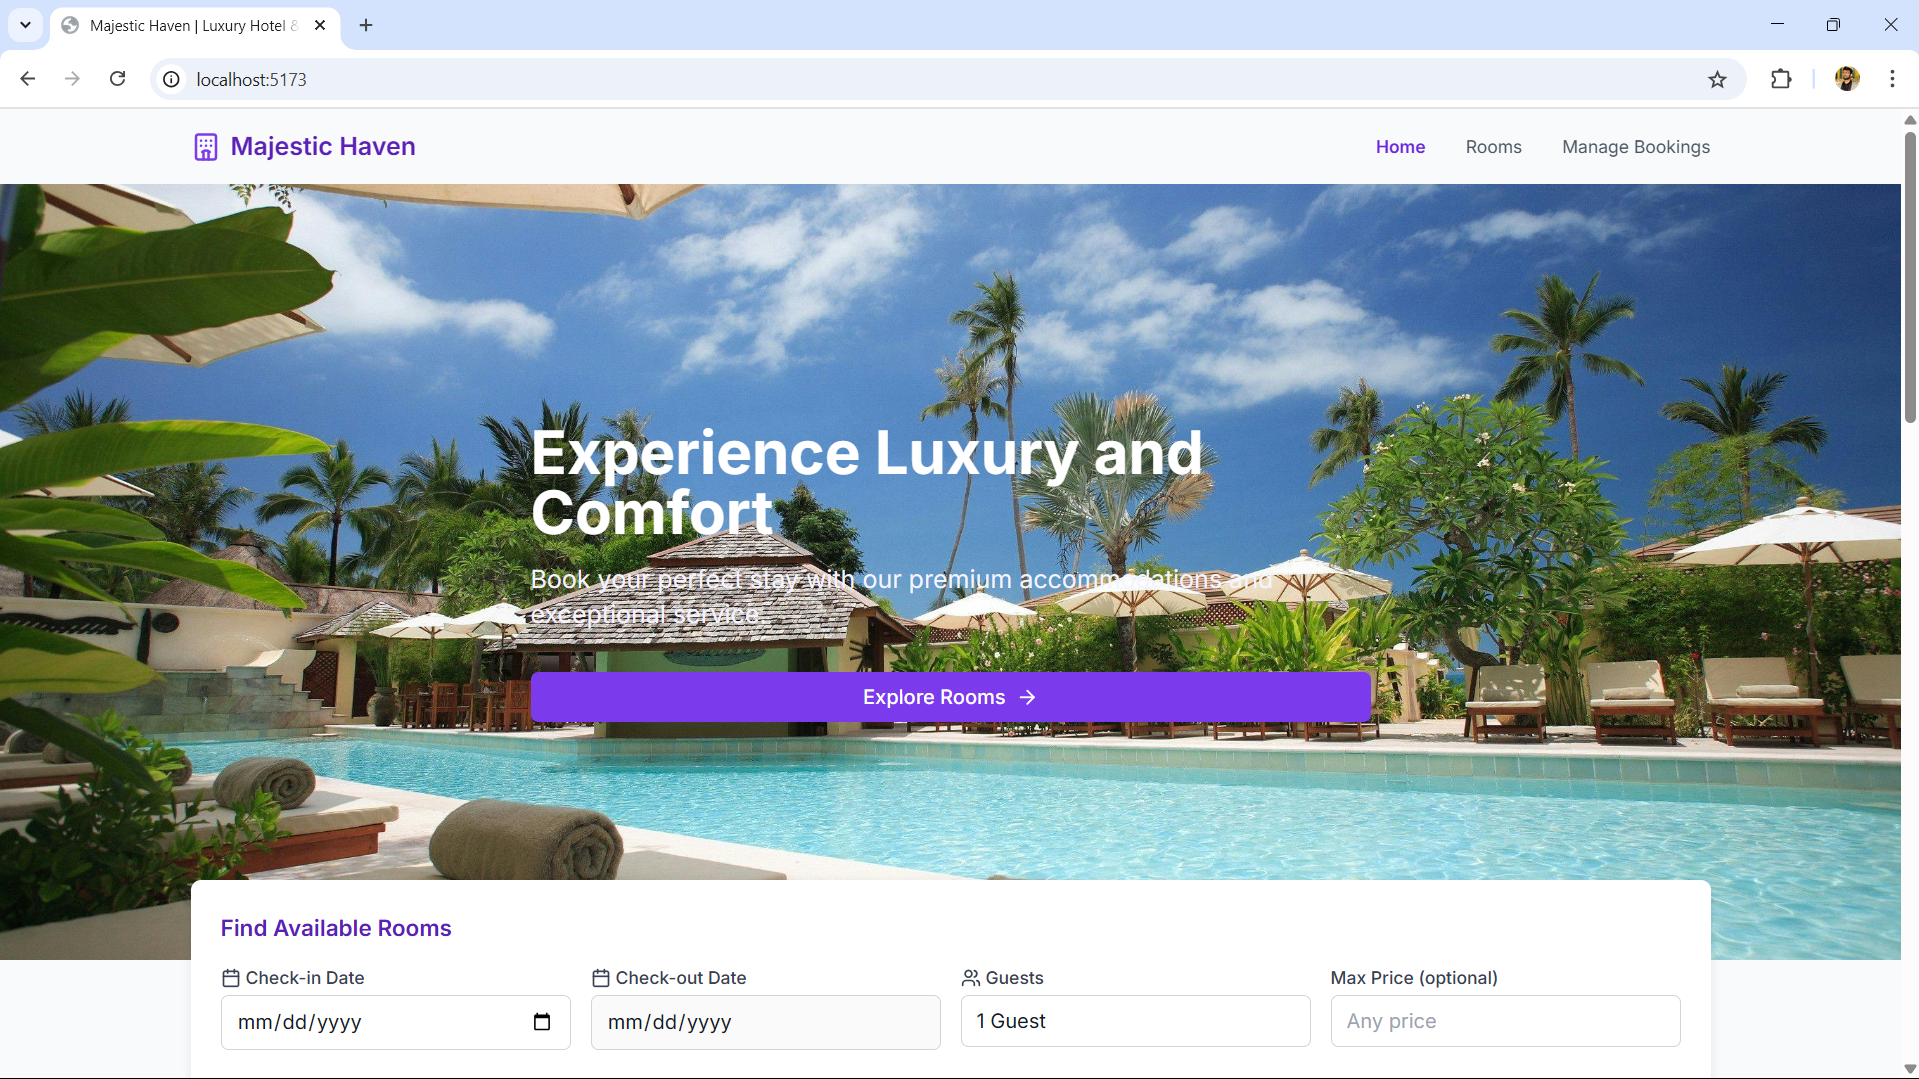 Majestic Haven | Luxury Hotel &
localhost:5173
Majestic Haven
Home
Rooms
Manage Bookings
Experience Luxury and
Comfort
Book your perfect stay with our premium accommodations and
exceptional service.
Explore Rooms
Find Available Rooms
Check-in Date
Check-out Date
Guests
Max Price (optional)
mm/dd/yyyy
mm/dd/yyyy
1 Guest
Any price